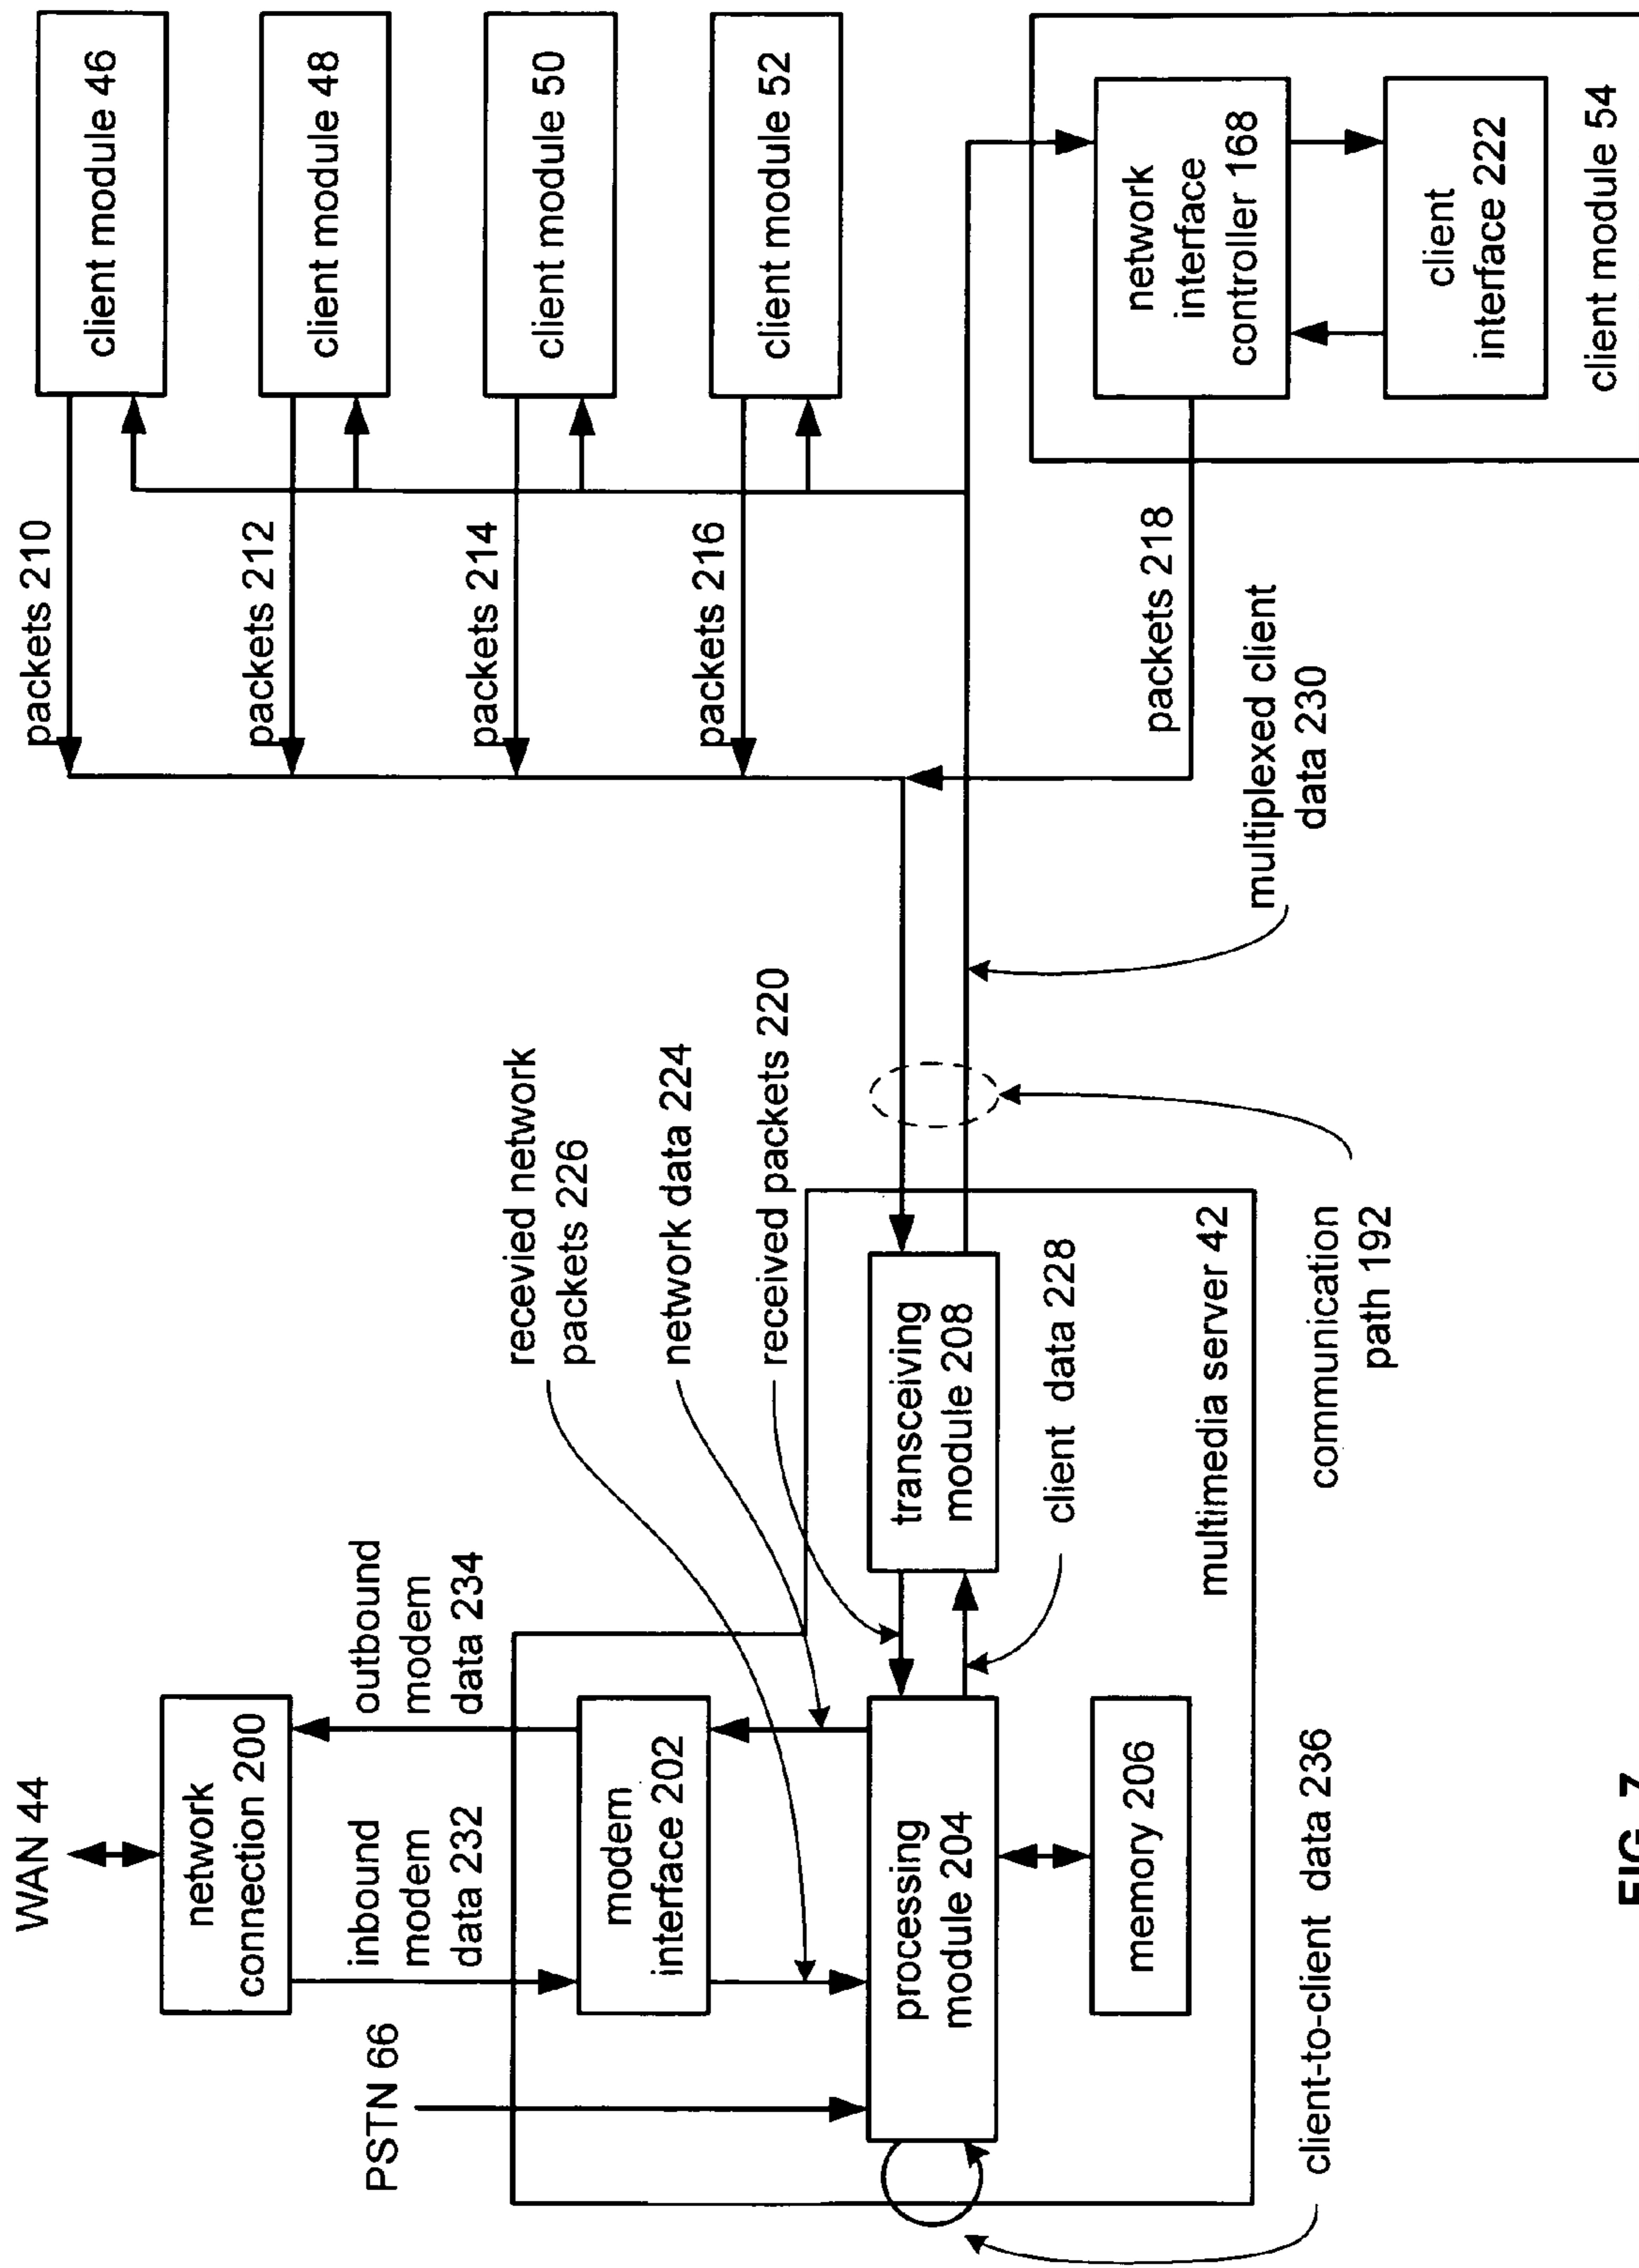 WAN 44
network
connection 200
inbound
modem
data 232
outbound
modem
data 234
PSTN 66
modem
interface 202
recevied network
packets 226
network data 224
received packets 220
processing
module 204
transceiving
module 208
client data 228
memory 206
multimedia server 42
client-to-client data 236
communication
path 192
multiplexed client
data 230
packets 210
client module 46
packets 212
client module 48
packets 214
client module 50
packets 216
client module 52
packets 218
network
interface
controller 168
client
interface 222
client module 54
FIG. 7